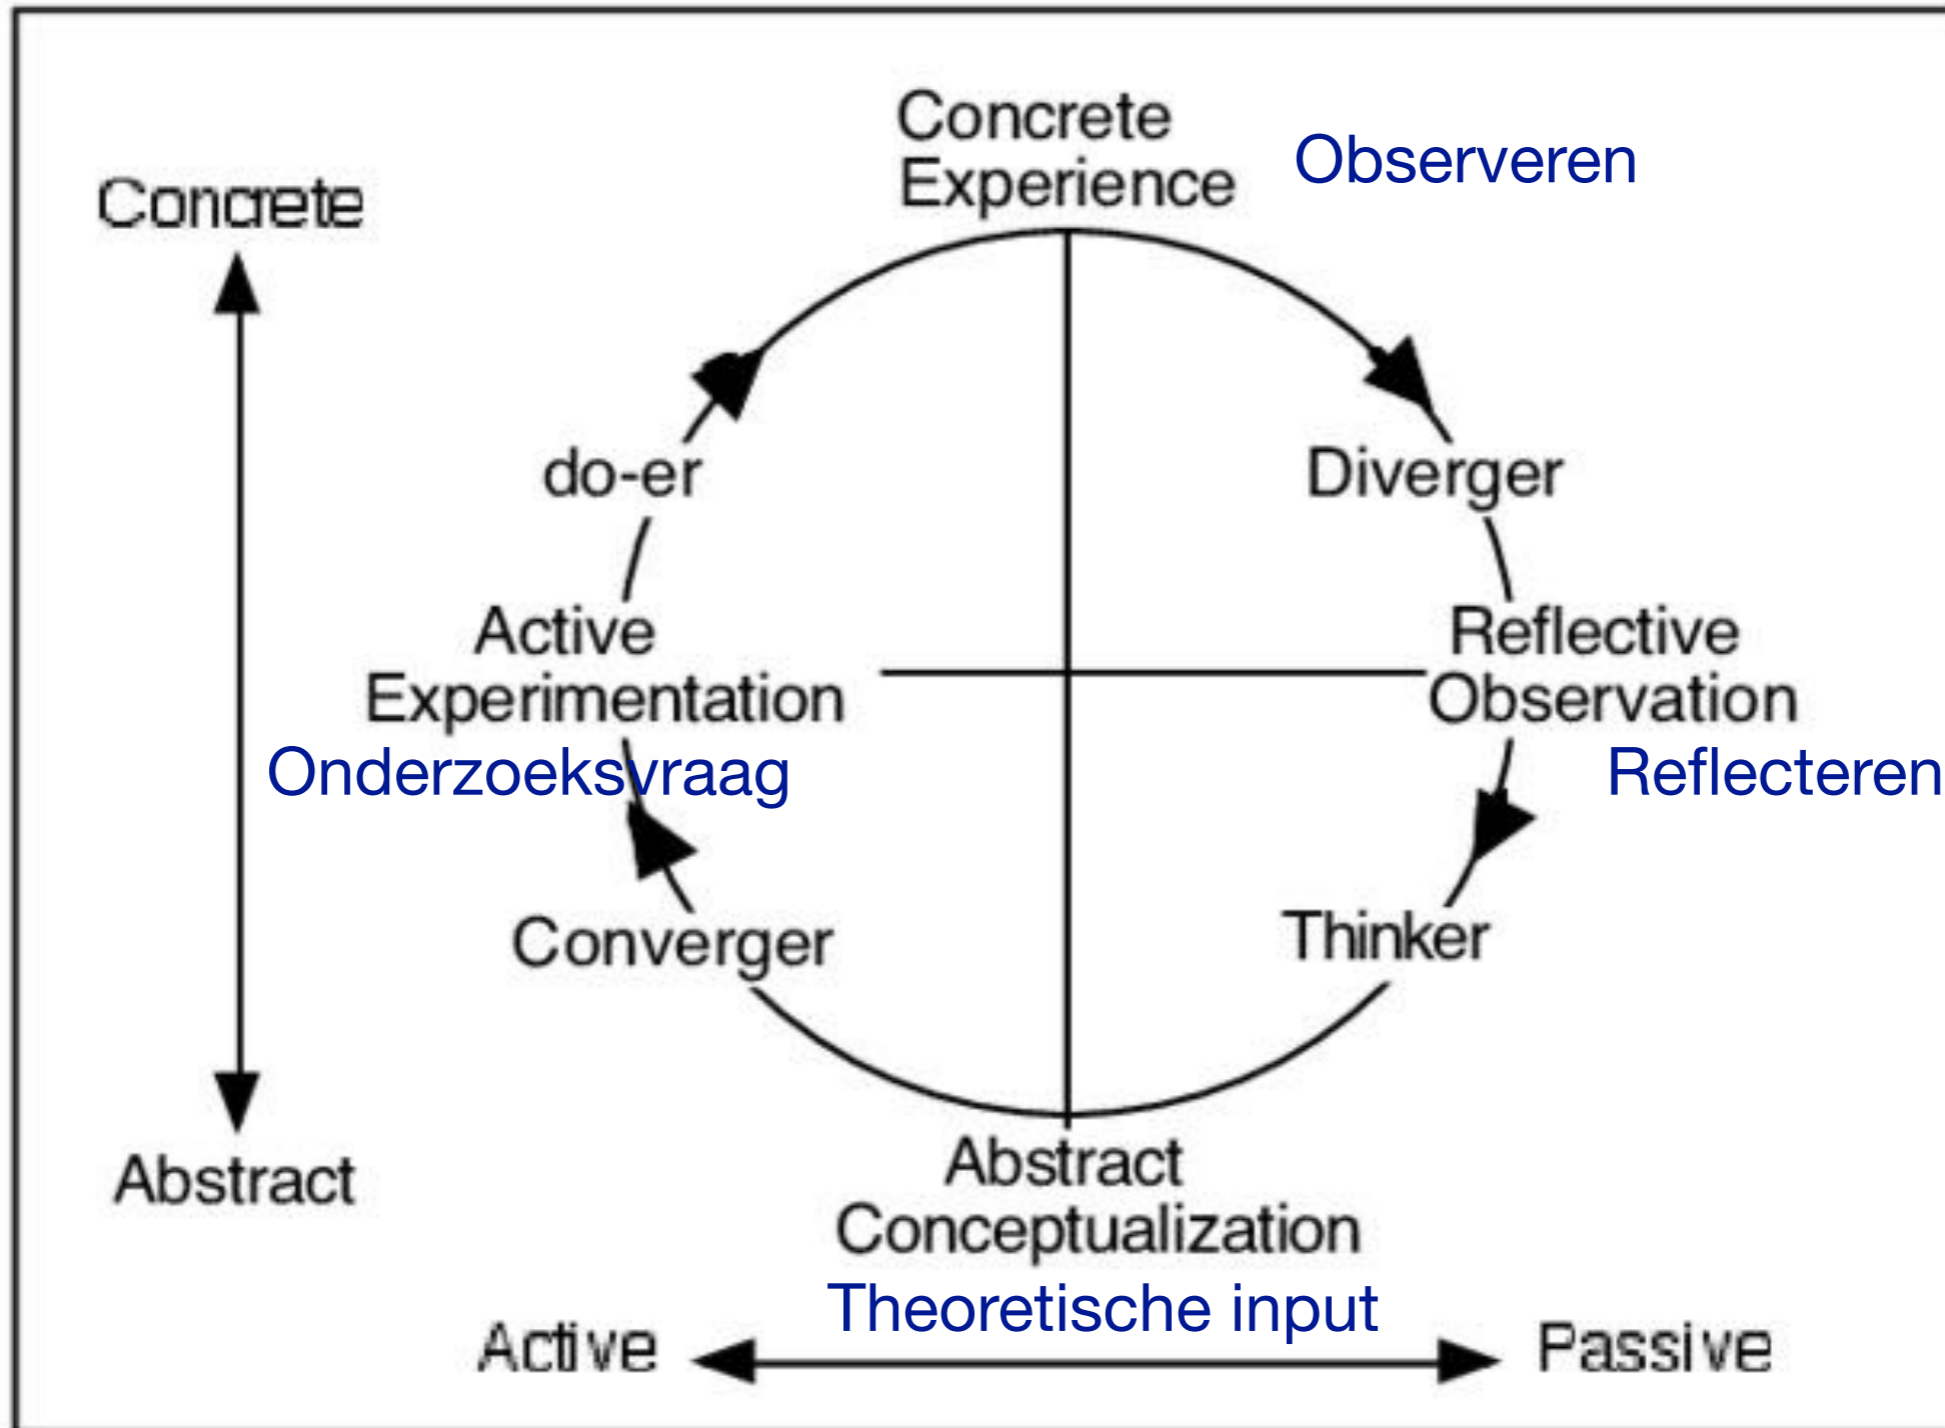 Concrete
Experience
Observeren
Concrete
do-er
Diverger
Active
Experimentation
Onderzoeksvraag
Reflective
Observation
Reflecteren
Converger
Thinker
Abstract
Abstract
Conceptualization
Theoretische input
Active
Passive